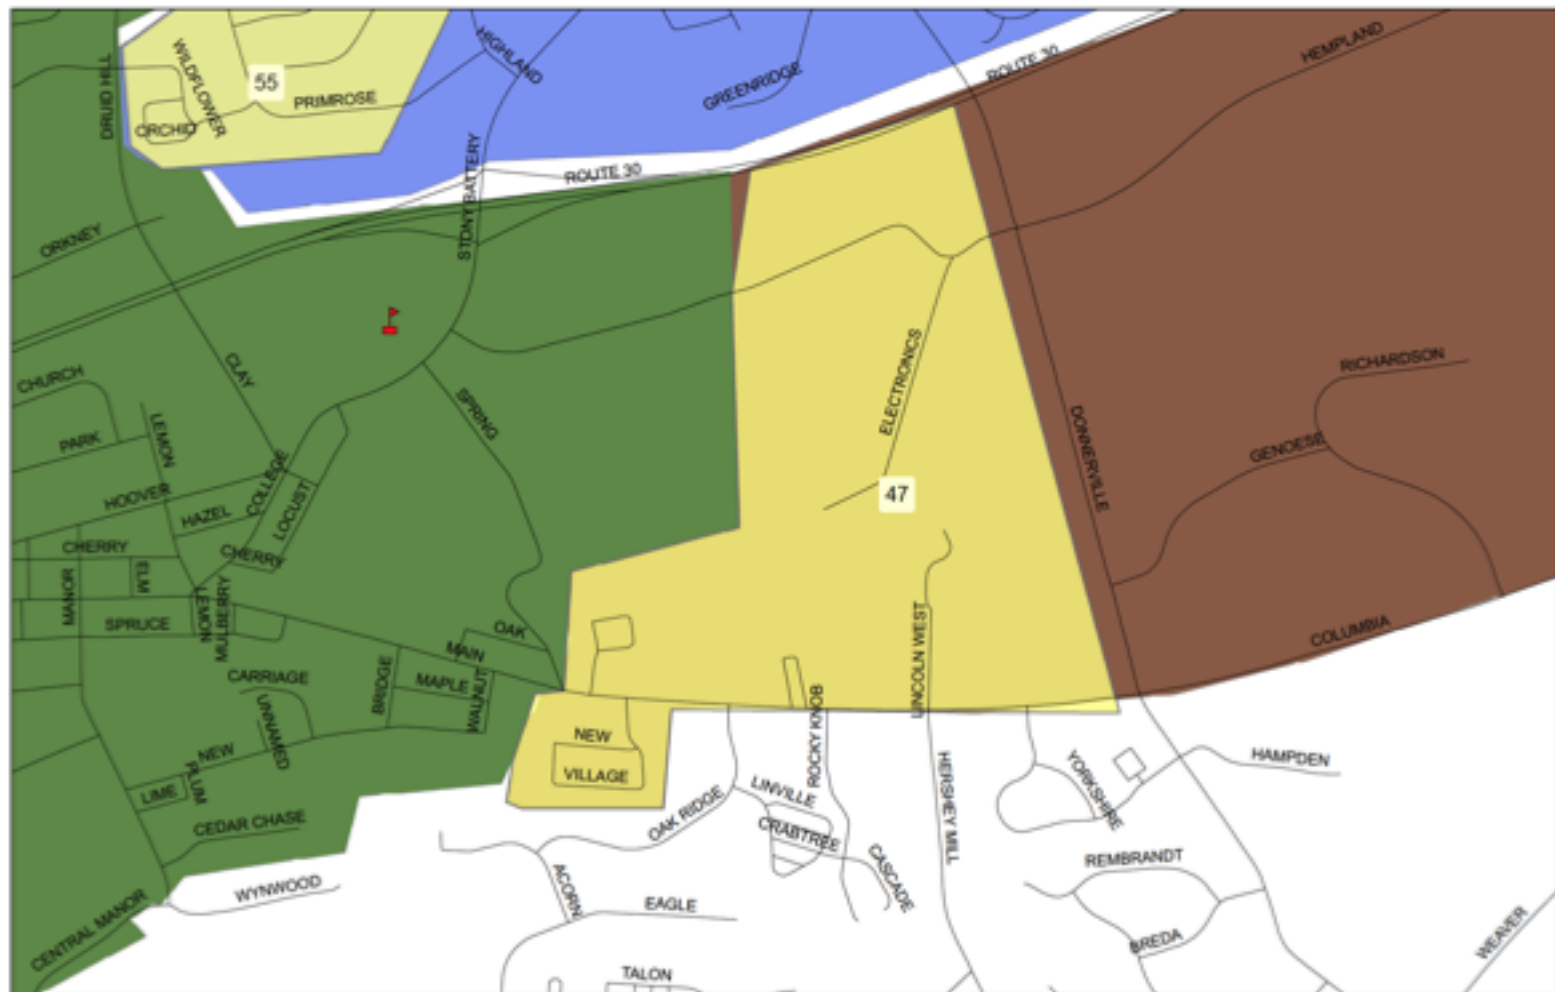 HIGHLAND
DRUID HILL
WILDFLOWER
55
PRIMROSE
ORCHID
GREENRIDGE
ROUTE 30
HEMPLAND
ROUTE 30
STONY BATTERY
ORKNEY
CLAY
CHURCH
PARK
LEMON
SPRING
ELECTRONICS
RICHARDSON
DONNERVILLE
GENOESE
HOOVER
COLLEGE
LOCUST
HAZEL
47
CHERRY
CHERRY
ELM
MANOR
LEMON
MULBERRY
SPRUCE
OAK
MAIN
LINCOLN WEST
COLUMBIA
CARRIAGE
BRIDGE
MAPLE
WALNUT
UNNAMED
NEW
NEW
VILLAGE
ROCKY KNOB
PLUM
LIME
CEDAR CHASE
OAK RIDGE
LINVILLE
CRABTREE
HERSHEY MILL
YORKSHIRE
HAMPDEN
CASCADE
REMBRANDT
WYNWOOD
ACORN
EAGLE
CENTRAL MANOR
BREDA
WEAVER
TALON